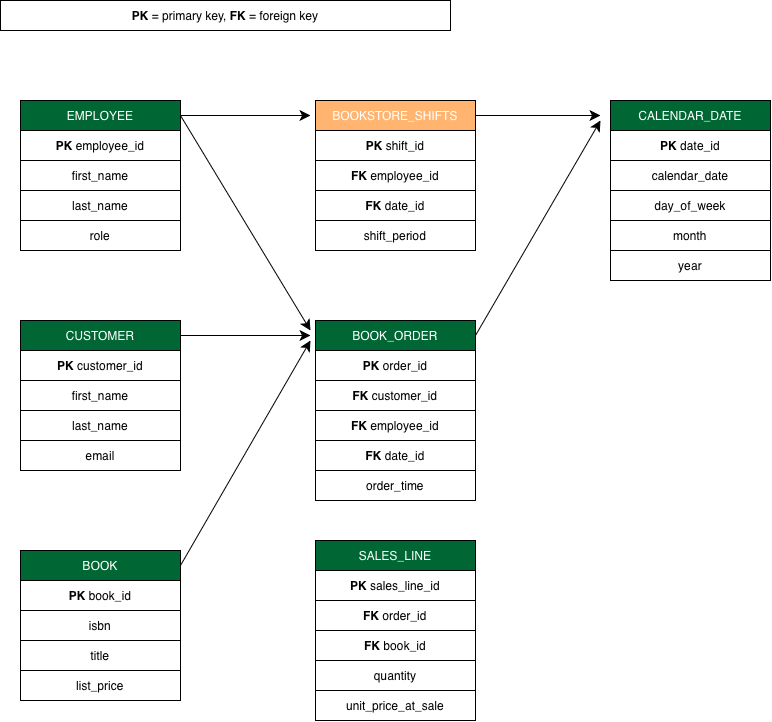 PK = primary key, FK = foreign key
EMPLOYEE
PK employee_id
first_name
last_name
role
BOOKSTORE_SHIFTS
PK shift_id
FK employee_id
FK date_id
shift_period
CALENDAR_DATE
PK date_id
calendar_date
day_of_week
month
year
CUSTOMER
PK customer_id
first_name
last_name
email
BOOK_ORDER
PK order_id
FK customer_id
FK employee_id
FK date_id
order_time
BOOK
PK book_id
isbn
title
list_price
SALES_LINE
PK sales_line_id
FK order_id
FK book_id
quantity
unit_price_at_sale